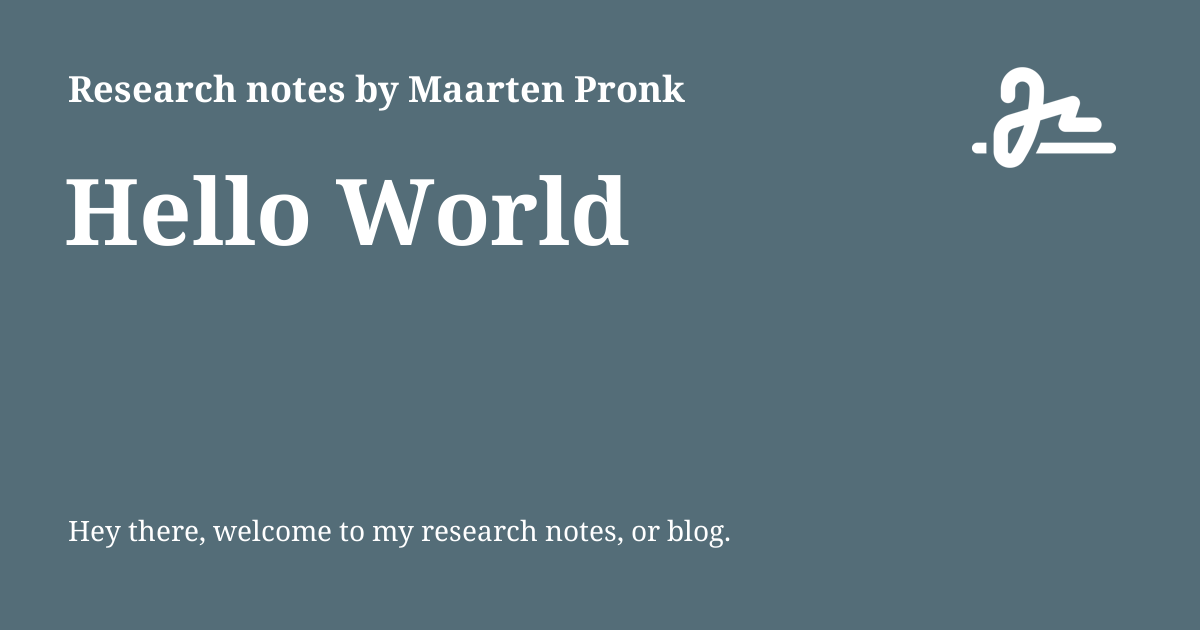 Research notes by Maarten Pronk
Hello World
Hey there, welcome to my research notes, or blog.